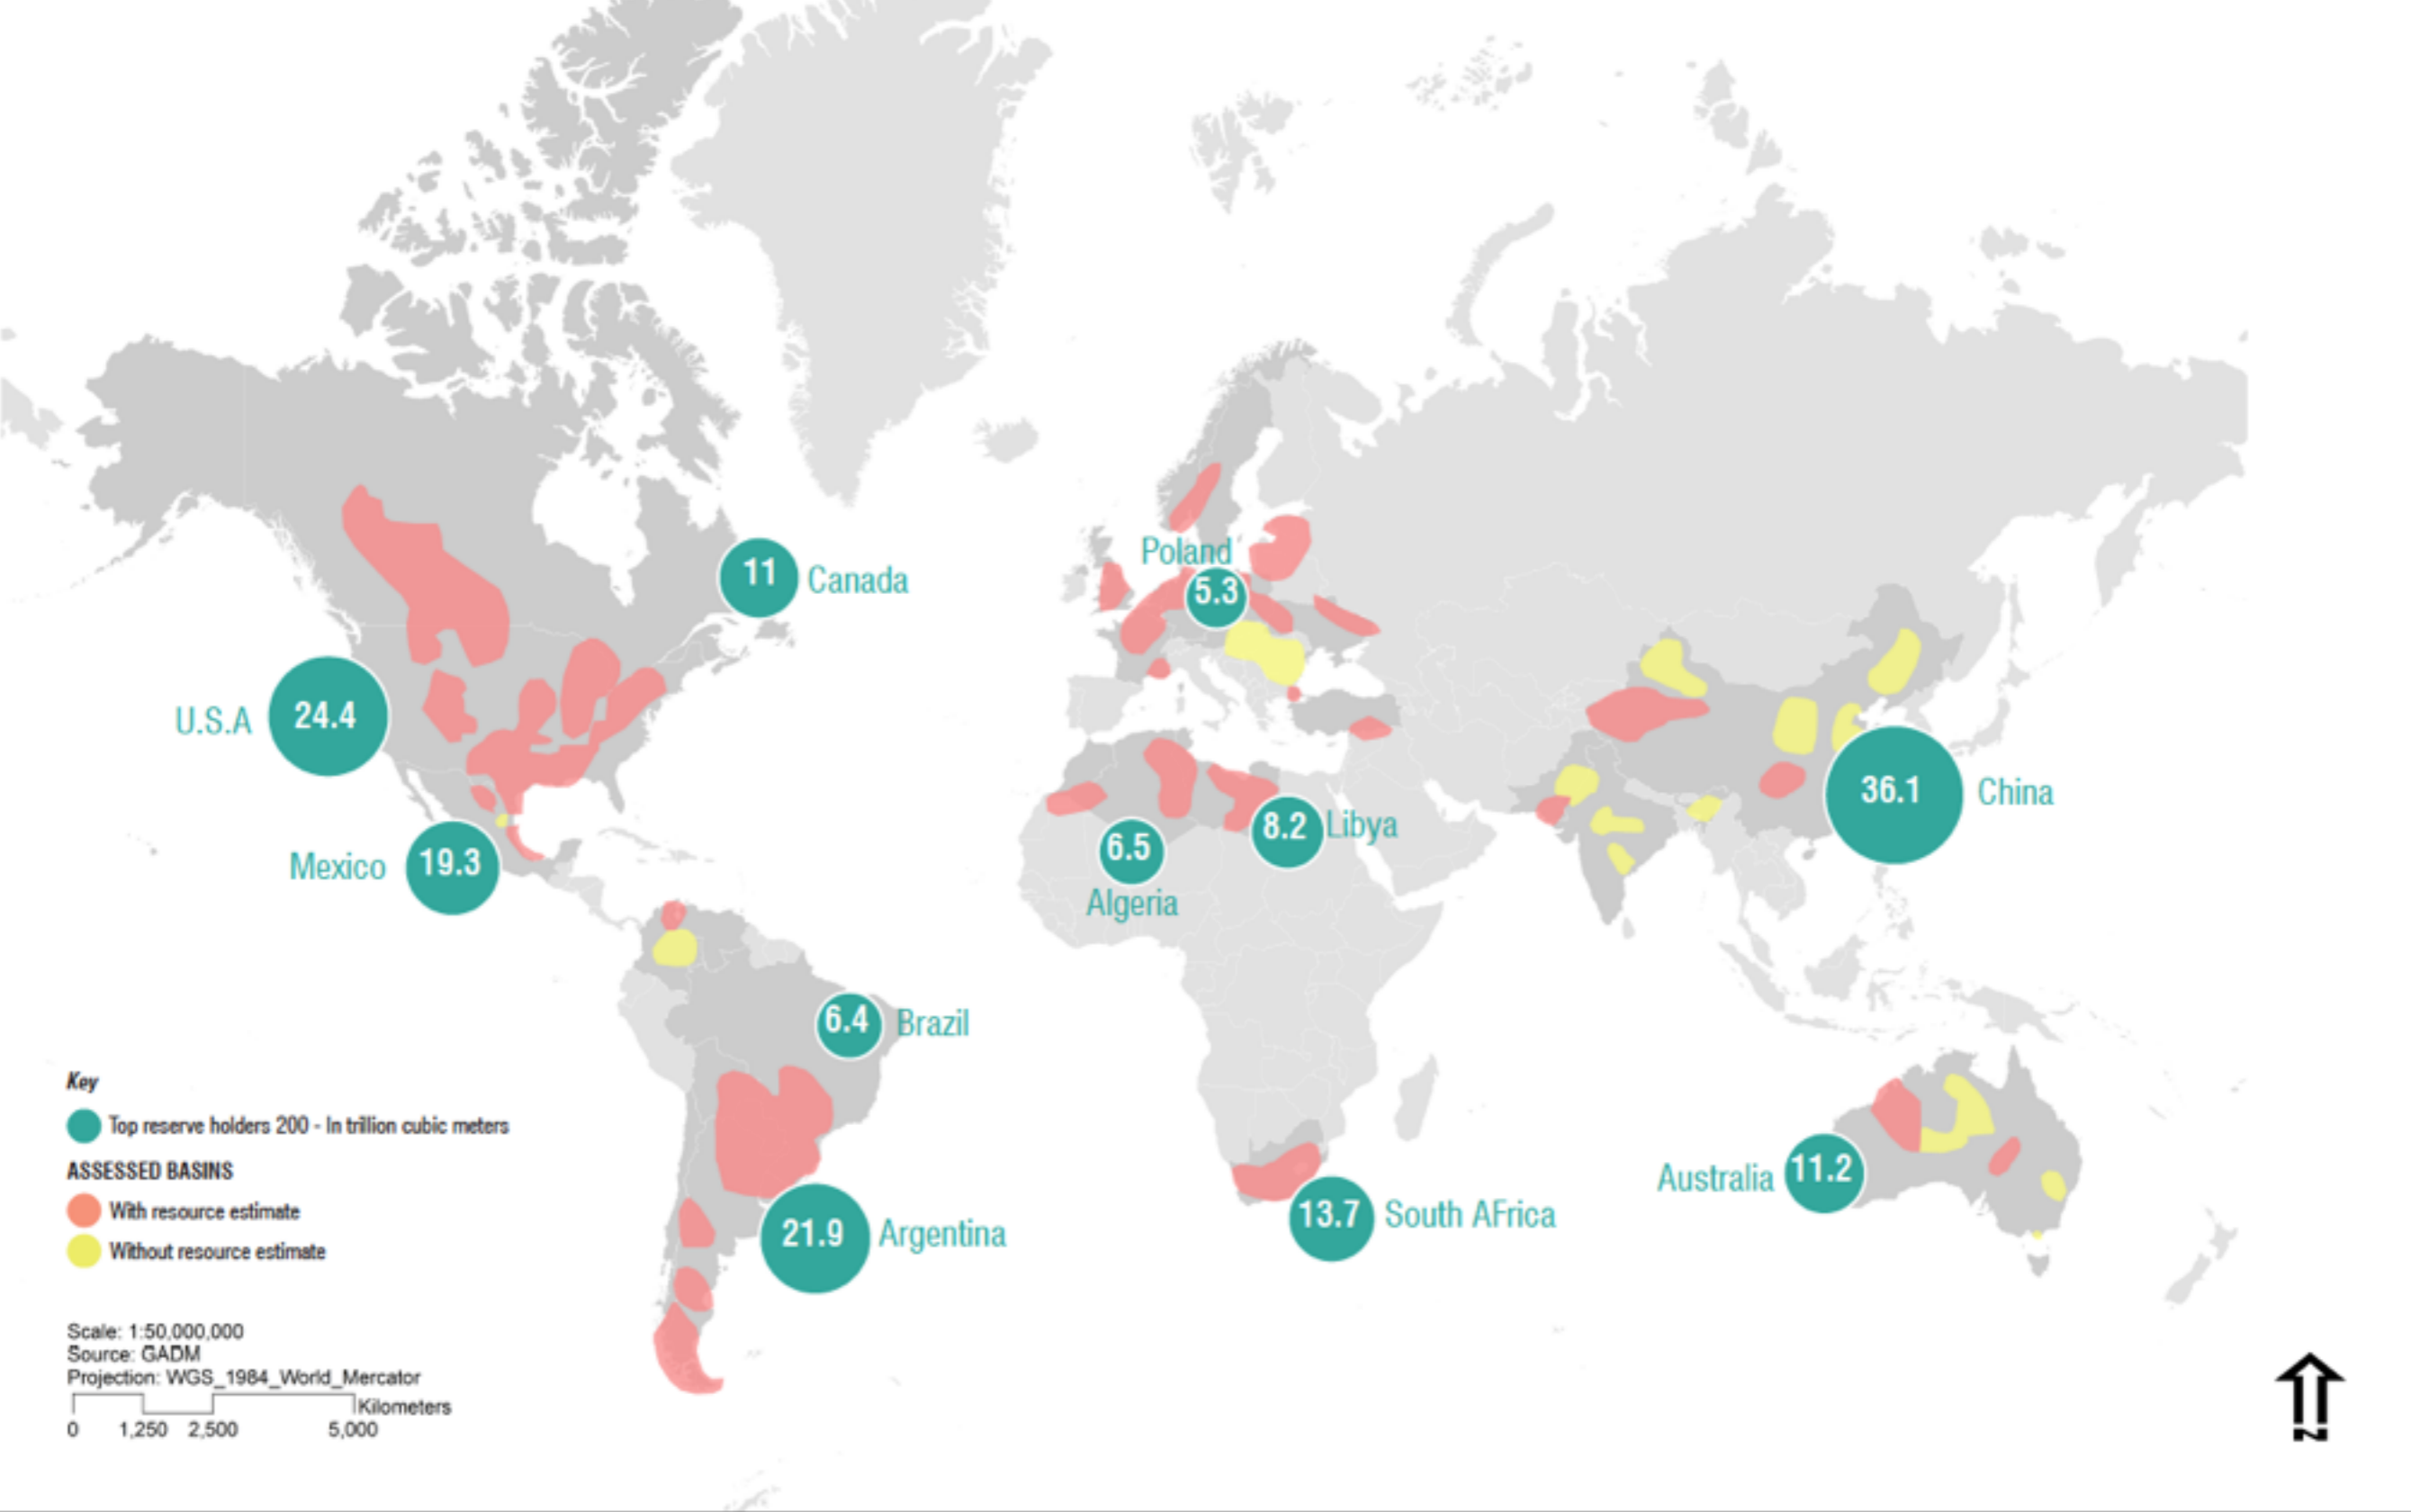 Poland
5.3
11 Canada
U.S.A 24.4
36.1 China
Mexico 19.3
8.2 Libya
6.5
Algeria
6.4 Brazil
Australia 11.2
13.7 South AFrica
21.9 Argentina
Key
Top reserve holders 200 - In trillion cubic meters
ASSESSED BASINS
With resource estimate
Without resource estimate
Scale: 1:50,000,000
Source: GADM
Projection: WGS_1984_World_Mercator
Kilometers
0 1,250 2,500 5,000
N